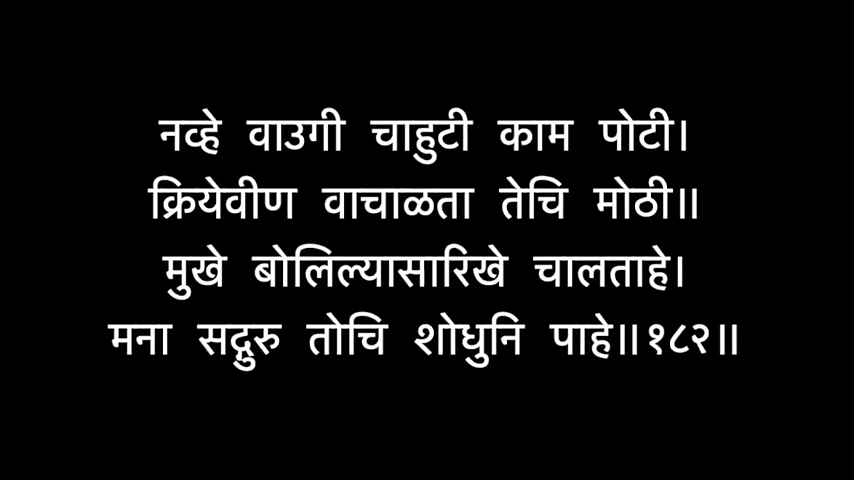 नव्हे वाउगी चाहुटी काम पोटी।
क्रियेवीण वाचाळता तेचि मोठी॥
मुखे बोलिल्यासारिखे चालताहे।
मना सद्गुरु तोचि शोधुनि पाहे॥१८२॥